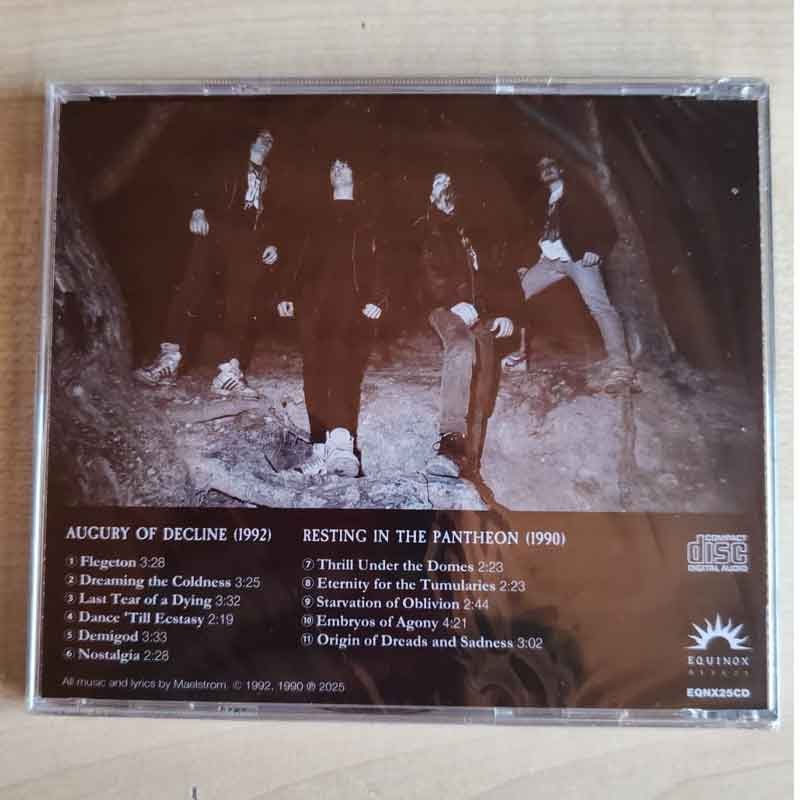 AUGURY OF DECLINE (1992)
1 Flegeton 3:28
2 Dreaming the Coldness 3:25
3 Last Tear of a Dying 3:32
4 Dance 'Till Ecstasy 2:19
5 Demigod 3:33
6 Nostalgia 2:28
RESTING IN THE PANTHEON (1990)
7 Thrill Under the Domes 2:23
8 Eternity for the Tumularies 2:23
9 Starvation of Oblivion 2:44
10 Embryos of Agony 4:21
11 Origin of Dreads and Sadness 3:02
All music and lyrics by Maelstrom. © 1992, 1990 ℗ 2025
COMPACT
disc
DIGITAL AUDIO
EQUINOX
EQNX25CD